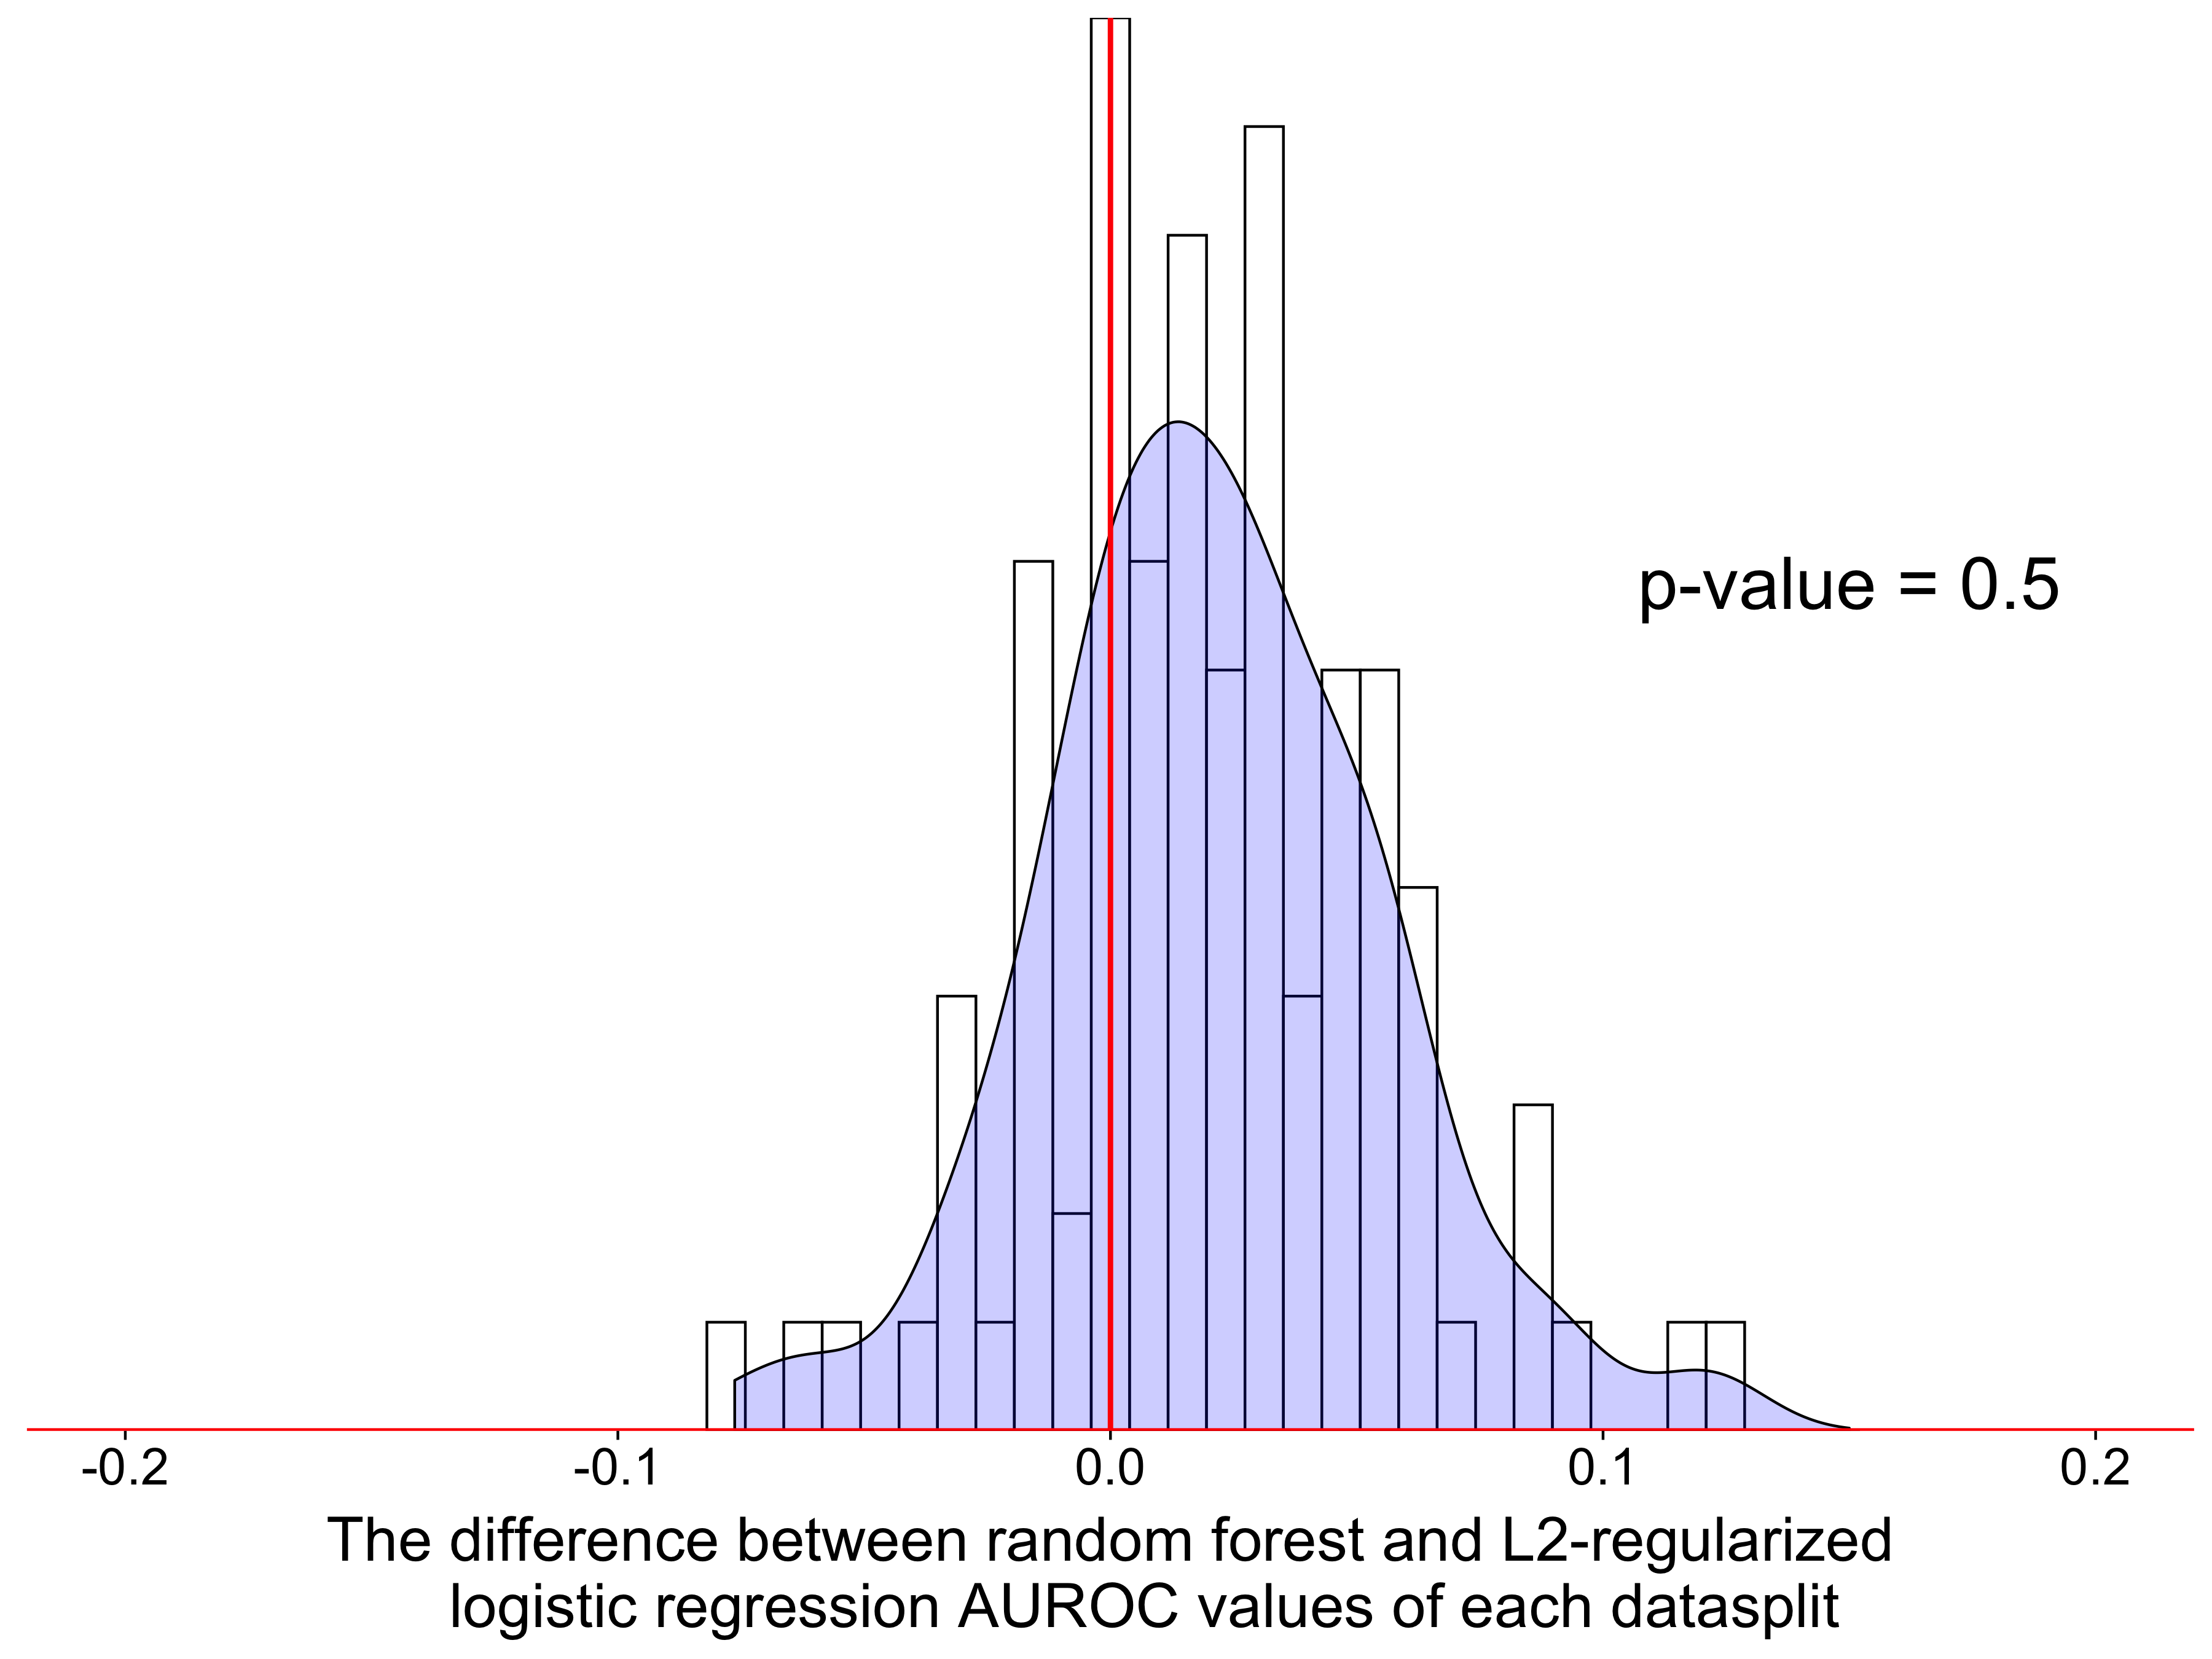 p-value = 0.5
-0.2 -0.1 0.0 0.1 0.2
The difference between random forest and L2-regularized
logistic regression AUROC values of each datasplit